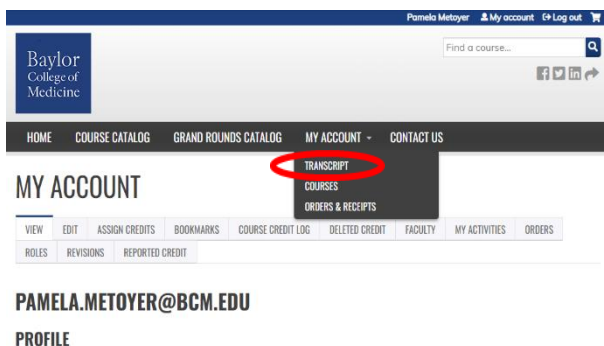 Pamela Metoyer My account Log out
Find a course...
Baylor
College of
Medicine
HOME COURSE CATALOG GRAND ROUNDS CATALOG MY ACCOUNT CONTACT US
TRANSCRIPT
COURSES
ORDERS & RECEIPTS
MY ACCOUNT
VIEW EDIT ASSIGN CREDITS BOOKMARKS COURSE CREDIT LOG DELETED CREDIT FACULTY MY ACTIVITIES ORDERS
ROLES REVISIONS REPORTED CREDIT
PAMELA.METOYER@BCM.EDU
PROFILE